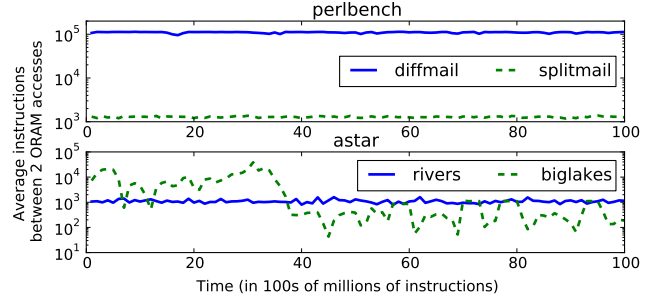 perlbench
10^5
10^4
10^3
diffmail splitmail
0 20 40 60 80 100
astar
10^5
10^4
10^3
10^2
10^1
rivers biglakes
0 20 40 60 80 100
Average instructions
between 2 ORAM accesses
Time (in 100s of millions of instructions)